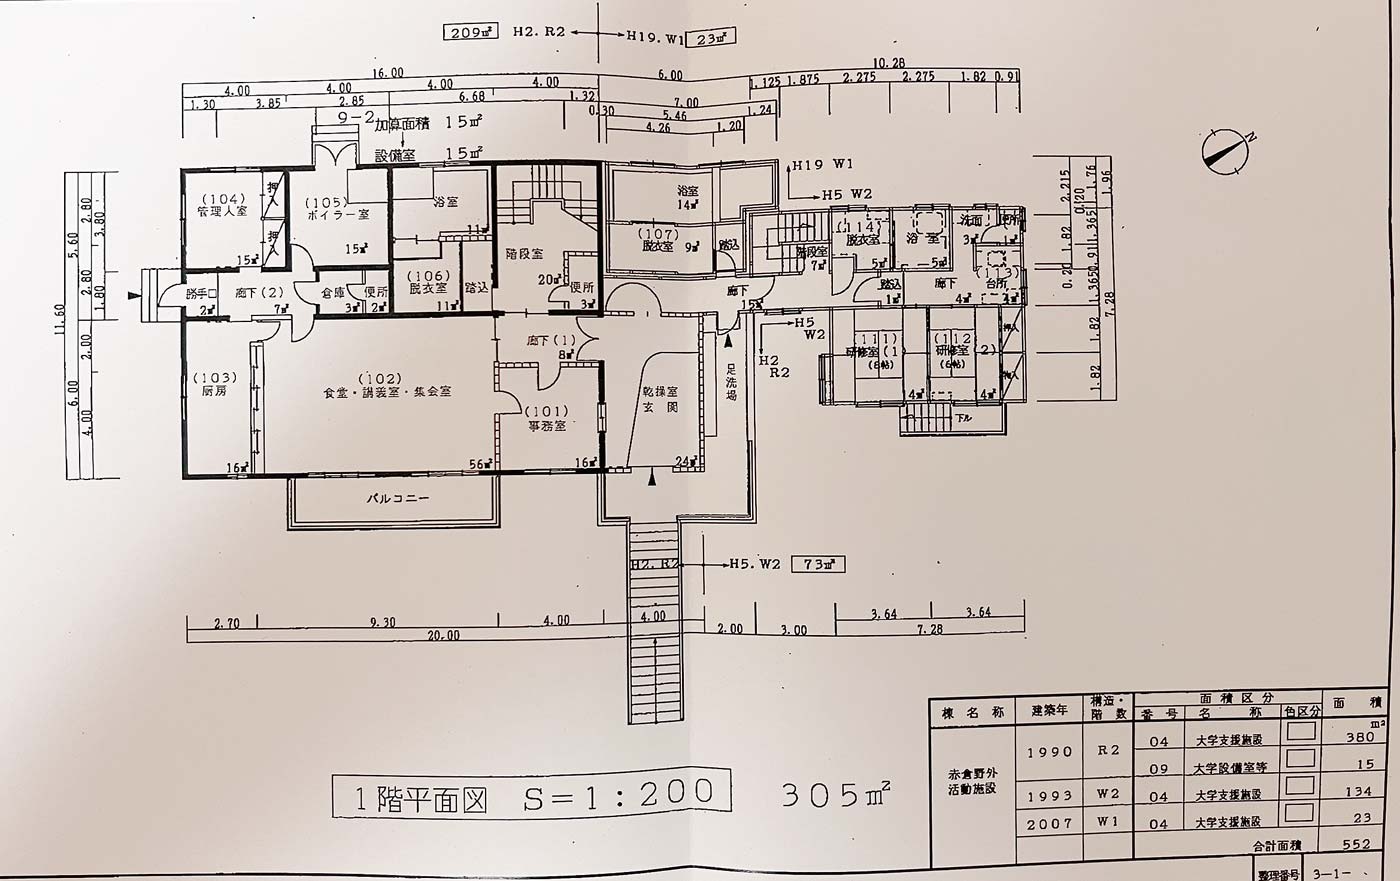 209㎡ H2. R2 H19. W1 23㎡
16.00 6.00 10.28
4.00 4.00 4.00 4.00 1.125 1.875 2.275 2.275 1.82 0.91
1.30 3.85 2.85 6.68 1.32 7.00
0.30 5.46 1.24
4.26 1.20
9-2 加算面積 15㎡
設備室 15㎡
H19 W1
H5 W2
N
(104)
管理人室
15㎡
押入
押入
(105)
ボイラー室
15㎡
浴室
11㎡
階段室
20㎡
浴室
14㎡
(107)
脱衣室 9㎡
踏込
階段室
7㎡
(114)
脱衣室
5㎡
浴室
5㎡
洗面
3㎡
便所
1㎡
(106)
脱衣室
11㎡
踏込
便所
3㎡
勝手口
2㎡
廊下(2)
7㎡
倉庫
3㎡
便所
2㎡
廊下
15㎡
踏込
1㎡
廊下
4㎡
(113)
台所
4㎡
H5
W2
H2
R2
廊下(1)
8㎡
(103)
厨房
16㎡
(102)
食堂・講義室・集会室
56㎡
(101)
事務室
16㎡
乾操室
玄関
24㎡
足洗場
(111)
研修室(1)
(6帖)
4㎡
(112)
研修室(2)
(6帖)
4㎡
押入
押入
下ル
バルコニー
11.60
5.60 6.00
2.80 2.80 2.00 4.00
3.80 1.80
2.215 0.120 1.76 1.96
1.82 1.365 .91
0.20 1.365
1.82 7.28
1.82
H2. R2 H5. W2 73㎡
2.70 9.30 4.00 4.00 2.00 3.00 3.64 3.64
20.00 7.28
1階平面図 S=1:200 305㎡
棟名称 建築年 構造・階数 面積区分 面積
番号 名称 色区分 ㎡
赤倉野外活動施設 1990 R2 04 大学支援施設 380
09 大学設備室等 15
1993 W2 04 大学支援施設 134
2007 W1 04 大学支援施設 23
合計面積 552
整理番号 3-1-